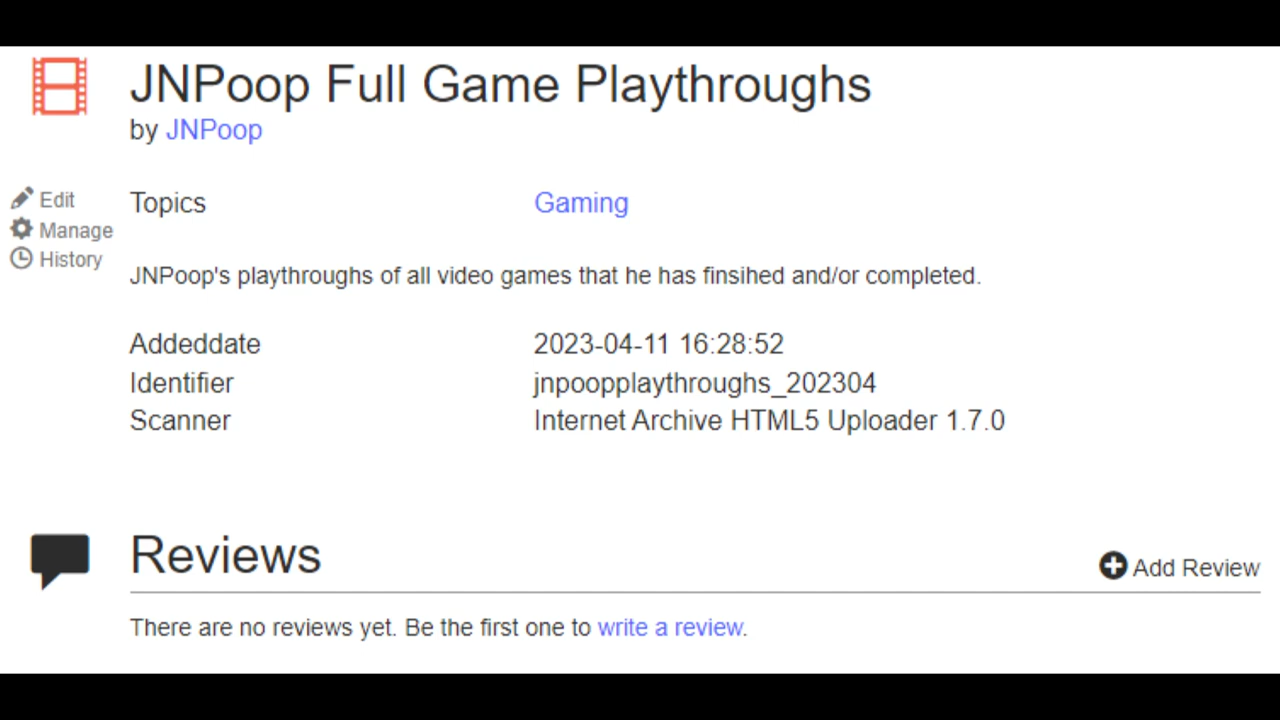 JNPoop Full Game Playthroughs
by JNPoop
Edit
Topics Gaming
Manage
History
JNPoop's playthroughs of all video games that he has finsihed and/or completed.
Addeddate 2023-04-11 16:28:52
Identifier jnpoopplaythroughs_202304
Scanner Internet Archive HTML5 Uploader 1.7.0
Reviews
Add Review
There are no reviews yet. Be the first one to write a review.